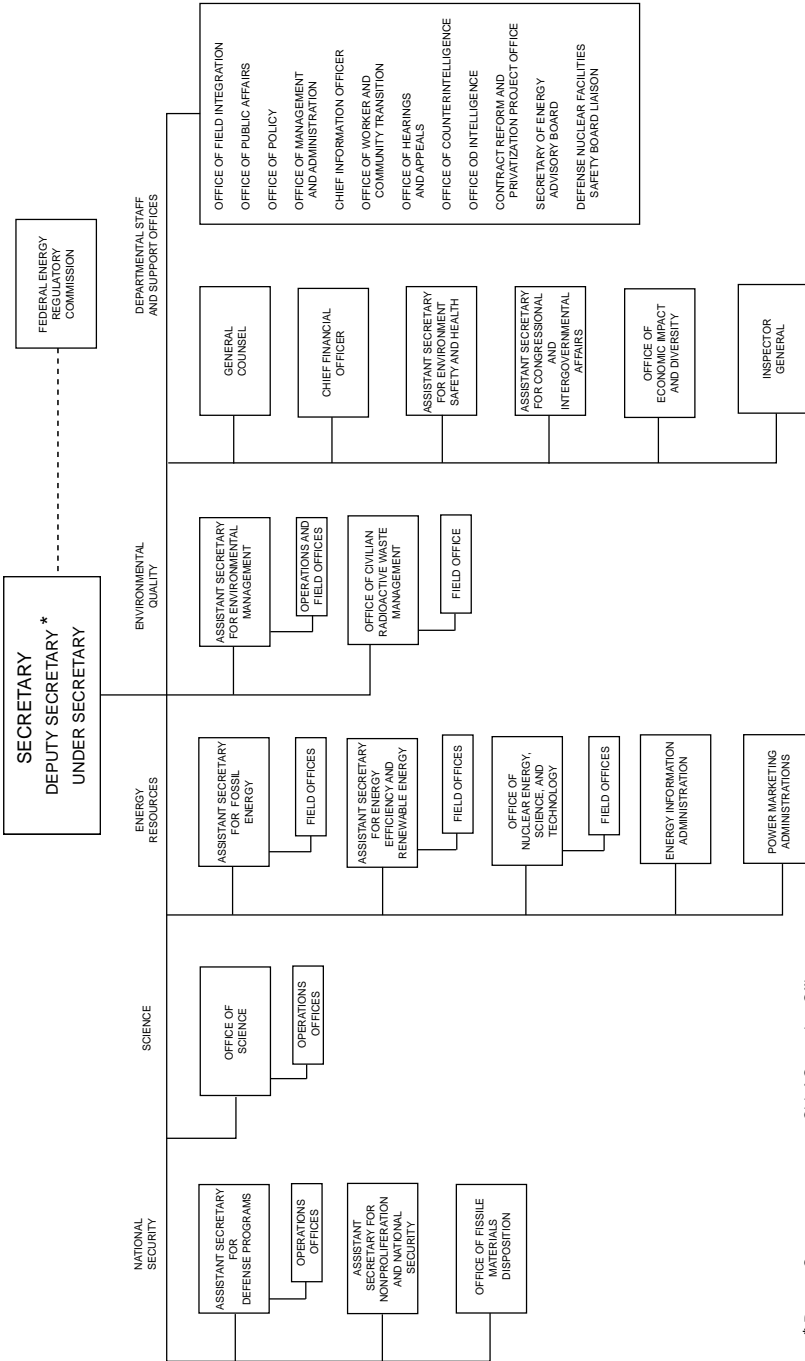 SECRETARY
DEPUTY SECRETARY *
UNDER SECRETARY
FEDERAL ENERGY
REGULATORY
COMMISSION
NATIONAL
SECURITY
ASSISTANT SECRETARY
FOR
DEFENSE PROGRAMS
OPERATIONS
OFFICES
ASSISTANT
SECRETARY FOR
NONPROLIFERATION
AND NATIONAL
SECURITY
OFFICE OF FISSILE
MATERIALS
DISPOSITION
SCIENCE
OFFICE OF
SCIENCE
OPERATIONS
OFFICES
ENERGY
RESOURCES
ASSISTANT SECRETARY
FOR FOSSIL
ENERGY
FIELD OFFICES
ASSISTANT SECRETARY
FOR ENERGY
EFFICIENCY AND
RENEWABLE ENERGY
FIELD OFFICES
OFFICE OF
NUCLEAR ENERGY,
SCIENCE, AND
TECHNOLOGY
FIELD OFFICES
ENERGY INFORMATION
ADMINISTRATION
POWER MARKETING
ADMINISTRATIONS
ENVIRONMENTAL
QUALITY
ASSISTANT SECRETARY
FOR ENVIRONMENTAL
MANAGEMENT
OPERATIONS AND
FIELD OFFICES
OFFICE OF CIVILIAN
RADIOACTIVE WASTE
MANAGEMENT
FIELD OFFICE
DEPARTMENTAL STAFF
AND SUPPORT OFFICES
GENERAL
COUNSEL
CHIEF FINANCIAL
OFFICER
ASSISTANT SECRETARY
FOR ENVIRONMENT
SAFETY AND HEALTH
ASSISTANT SECRETARY
FOR CONGRESSIONAL
AND
INTERGOVERNMENTAL
AFFAIRS
OFFICE OF
ECONOMIC IMPACT
AND DIVERSITY
INSPECTOR
GENERAL
OFFICE OF FIELD INTEGRATION
OFFICE OF PUBLIC AFFAIRS
OFFICE OF POLICY
OFFICE OF MANAGEMENT
AND ADMINISTRATION
CHIEF INFORMATION OFFICER
OFFICE OF WORKER AND
COMMUNITY TRANSITION
OFFICE OF HEARINGS
AND APPEALS
OFFICE OF COUNTERINTELLIGENCE
OFFICE OD INTELLIGENCE
CONTRACT REFORM AND
PRIVATIZATION PROJECT OFFICE
SECRETARY OF ENERGY
ADVISORY BOARD
DEFENSE NUCLEAR FACILITIES
SAFETY BOARD LIAISON